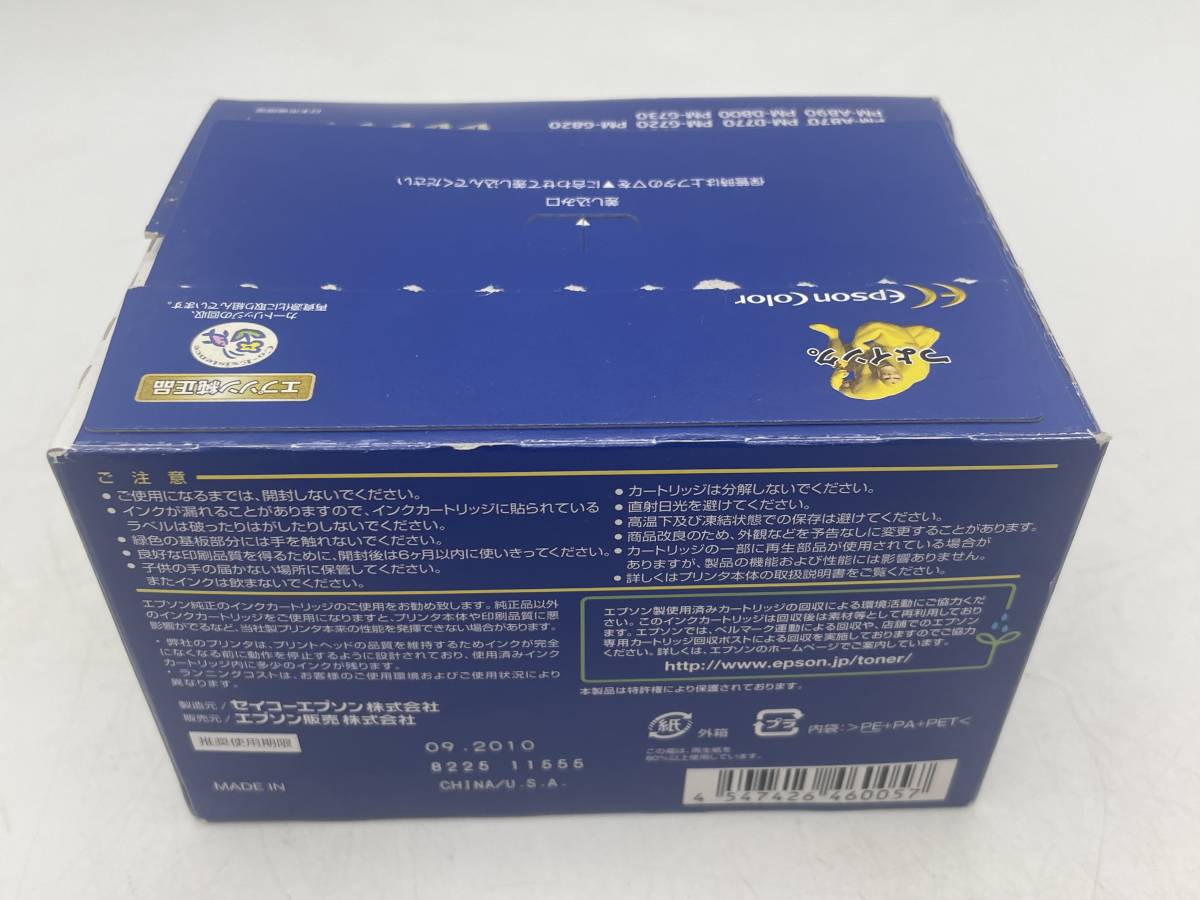 PM-A870 PM-D770 PM-G720 PM-G820
PM-A890 PM-D800 PM-G730
保管時は上フタの▽を▼に合わせて差し込んでください
差し込み口
EPSON Color
つよインク。
カートリッジの回収、
再資源化に取り組んでいます。
エプソン純正品
ご注意
● ご使用になるまでは、開封しないでください。
● インクが漏れることがありますので、インクカートリッジに貼られている
ラベルは破ったりはがしたりしないでください。
● 緑色の基板部分には手を触れないでください。
● 良好な印刷品質を得るために、開封後は6ヶ月以内に使いきってください。
● 子供の手の届かない場所に保管してください。
またインクは飲まないでください。
● カートリッジは分解しないでください。
● 直射日光を避けてください。
● 高温下及び凍結状態での保存は避けてください。
● 商品改良のため、外観などを予告なしに変更することがあります。
● カートリッジの一部に再生部品が使用されている場合が
ありますが、製品の機能および性能には影響ありません。
● 詳しくはプリンタ本体の取扱説明書をご覧ください。
エプソン純正のインクカートリッジのご使用をお勧め致します。純正品以外
のインクカートリッジをご使用になりますと、プリンタ本体や印刷品質に悪
影響がでるなど、当社製プリンタ本来の性能を発揮できない場合があります。
* 弊社のプリンタは、プリントヘッドの品質を維持するためインクが完全
になくなる前に動作を停止するように設計されており、使用済みインク
カートリッジ内に多少のインクが残ります。
* ランニングコストは、お客様のご使用環境およびご使用状況により
異なります。
エプソン製使用済みカートリッジの回収による環境活動にご協力くだ
さい。このインクカートリッジは回収後は素材等として再利用しており
ます。エプソンでは、ベルマーク運動による回収や、店頭でのエプソン
専用カートリッジ回収ポストによる回収を実施しておりますのでご協力
ください。詳しくは、エプソンのホームページでご案内しています。
http://www.epson.jp/toner/
本製品は特許権により保護されております。
製造元/セイコーエプソン株式会社
販売元/エプソン販売株式会社
推奨使用期限
09.2010
8225 11555
MADE IN CHINA/U.S.A.
紙 外箱
プラ 内袋:>PE+PA+PET<
この箱は、再生紙を
80%以上使用しています。
4 547426 460057